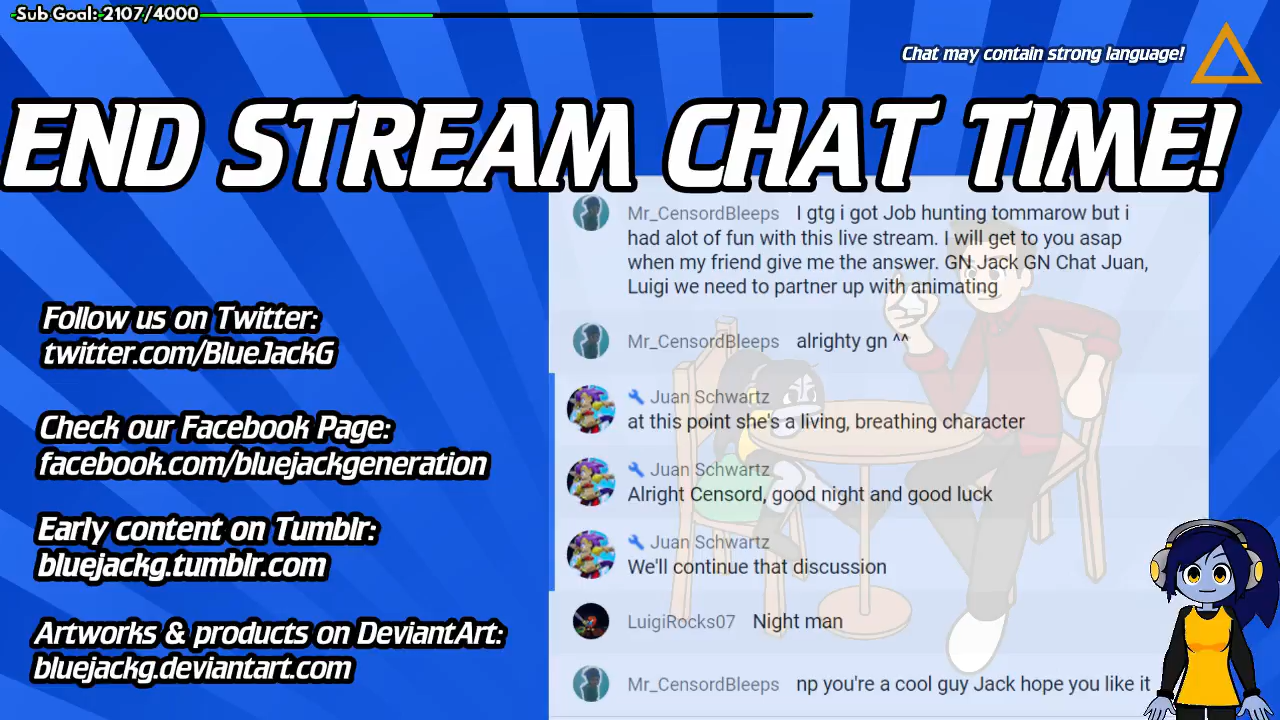 Sub Goal: 2107/4000
Chat may contain strong language!
END STREAM CHAT TIME!
Follow us on Twitter:
twitter.com/BlueJackG
Check our Facebook Page:
facebook.com/bluejackgeneration
Early content on Tumblr:
bluejackg.tumblr.com
Artworks & products on DeviantArt:
bluejackg.deviantart.com
Mr_CensordBleeps I gtg i got Job hunting tommarow but i
had alot of fun with this live stream. I will get to you asap
when my friend give me the answer. GN Jack GN Chat Juan,
Luigi we need to partner up with animating
Mr_CensordBleeps alrighty gn ^^
Juan Schwartz
at this point she's a living, breathing character
Juan Schwartz
Alright Censord, good night and good luck
Juan Schwartz
We'll continue that discussion
LuigiRocks07 Night man
Mr_CensordBleeps np you're a cool guy Jack hope you like it